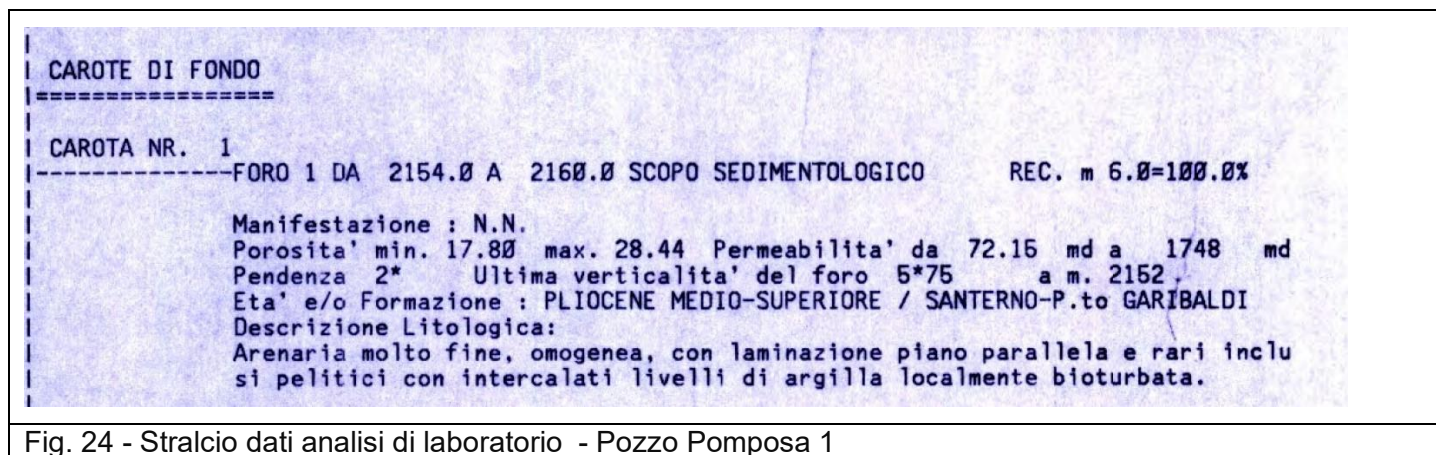 CAROTE DI FONDO
=================
CAROTA NR. 1
--------------FORO 1 DA 2154.0 A 2160.0 SCOPO SEDIMENTOLOGICO REC. m 6.0=100.0%
Manifestazione : N.N.
Porosita' min. 17.80 max. 28.44 Permeabilita' da 72.15 md a 1748 md
Pendenza 2* Ultima verticalita' del foro 5*75 a m. 2152.
Eta' e/o Formazione : PLIOCENE MEDIO-SUPERIORE / SANTERNO-P.to GARIBALDI
Descrizione Litologica:
Arenaria molto fine, omogenea, con laminazione piano parallela e rari inclu
si pelitici con intercalati livelli di argilla localmente bioturbata.
Fig. 24 - Stralcio dati analisi di laboratorio - Pozzo Pomposa 1